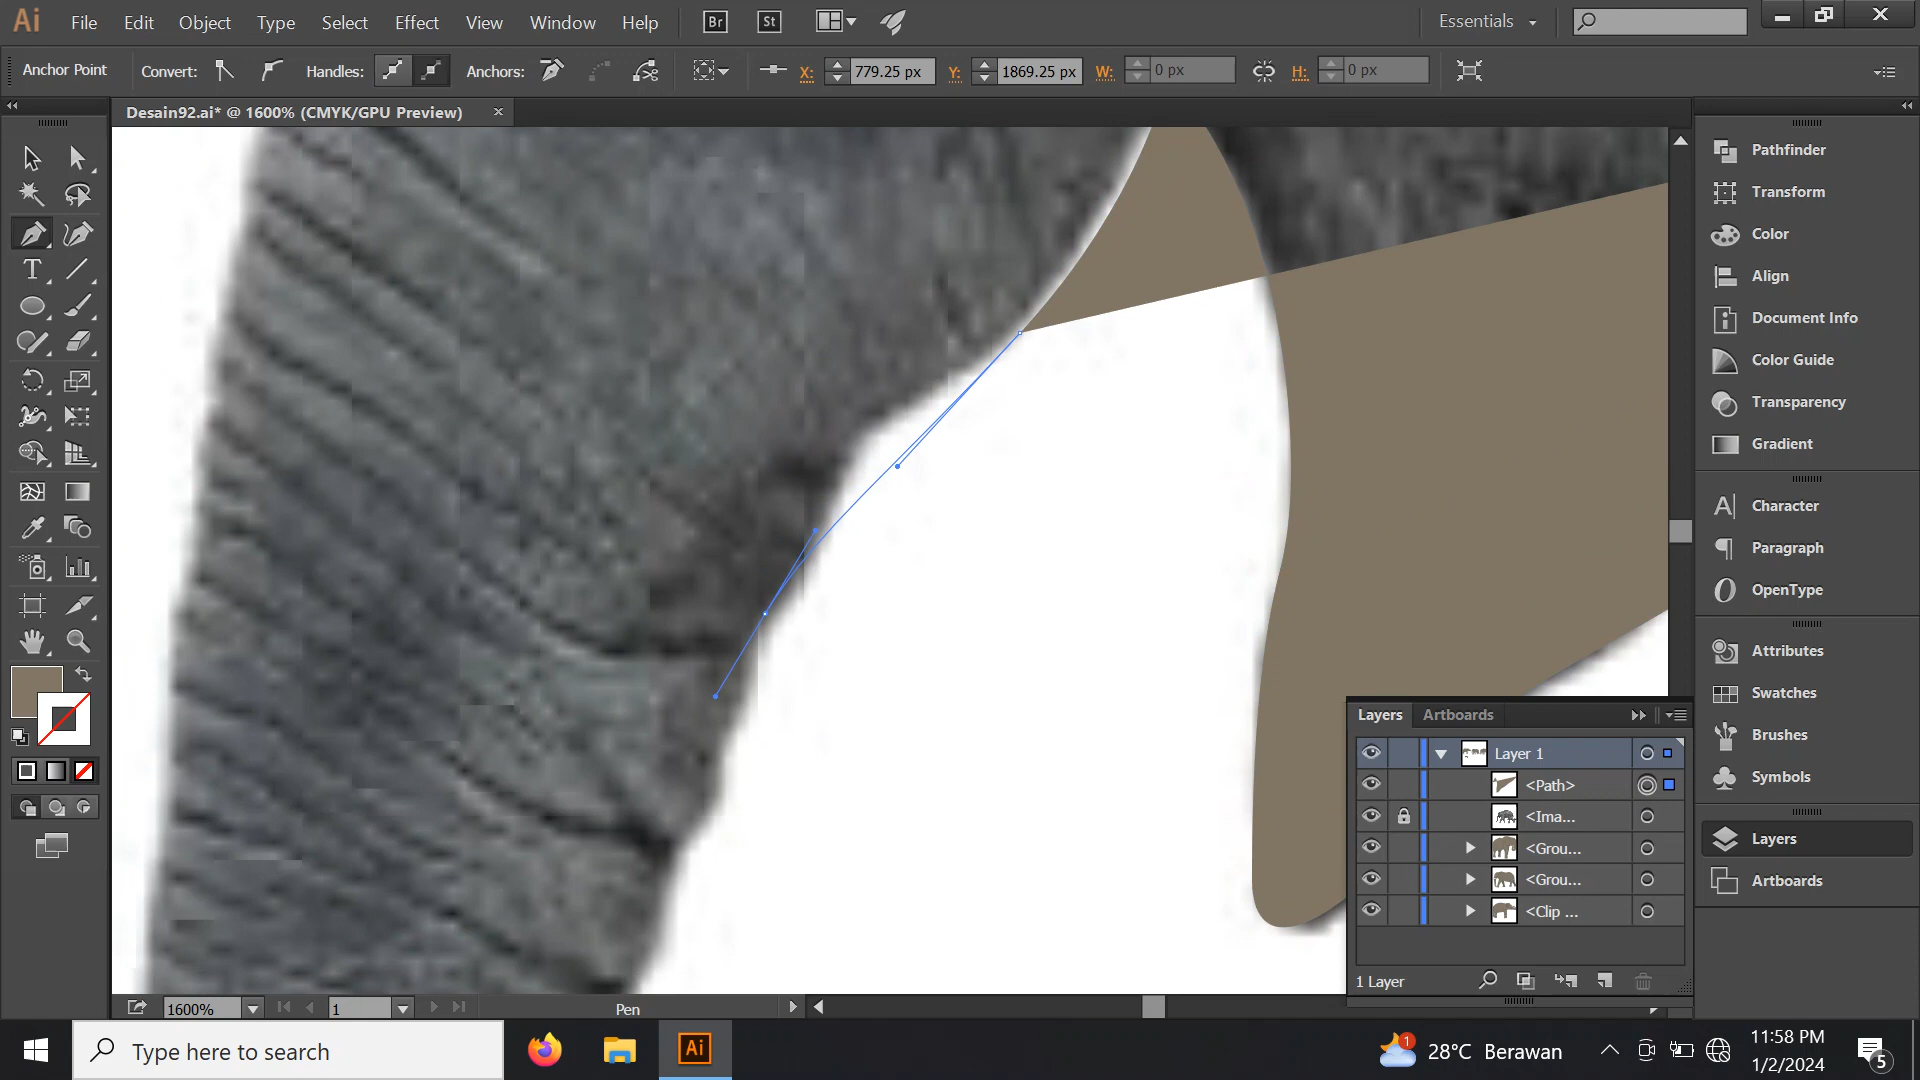 Ai File Edit Object Type Select Effect View Window Help Br St Essentials
Anchor Point Convert: Handles: Anchors: X: 779.25 px Y: 1869.25 px W: 0 px H: 0 px
Desain92.ai* @ 1600% (CMYK/GPU Preview)
Pathfinder
Transform
Color
Align
Document Info
Color Guide
Transparency
Gradient
Character
Paragraph
OpenType
Attributes
Swatches
Brushes
Symbols
Layers
Artboards
Layers Artboards
Layer 1
<Path>
<Ima...
<Grou...
<Grou...
<Clip ...
1 Layer
1600% 1 Pen
Type here to search
Ai
1
28°C Berawan
11:58 PM
1/2/2024
5